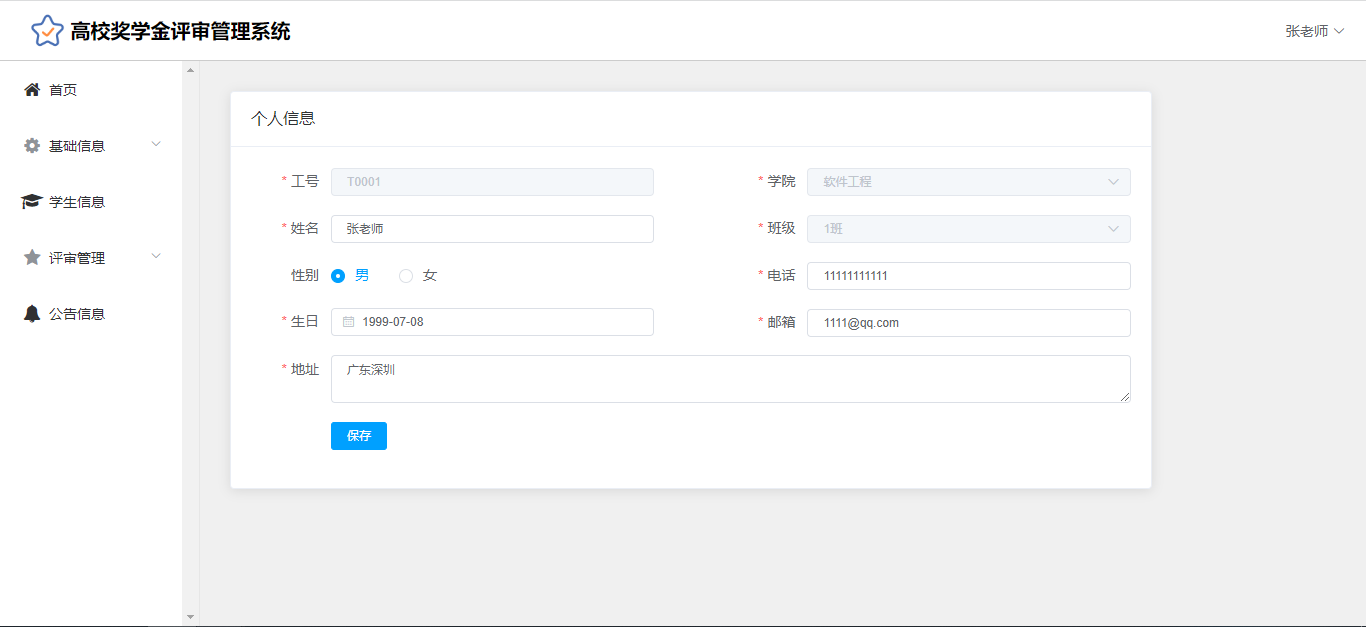 高校奖学金评审管理系统
张老师
首页
基础信息
学生信息
评审管理
公告信息
个人信息
* 工号 T0001
* 学院 软件工程
* 姓名 张老师
* 班级 1班
性别 男 女
* 电话 11111111111
* 生日 1999-07-08
* 邮箱 1111@qq.com
* 地址 广东深圳
保存